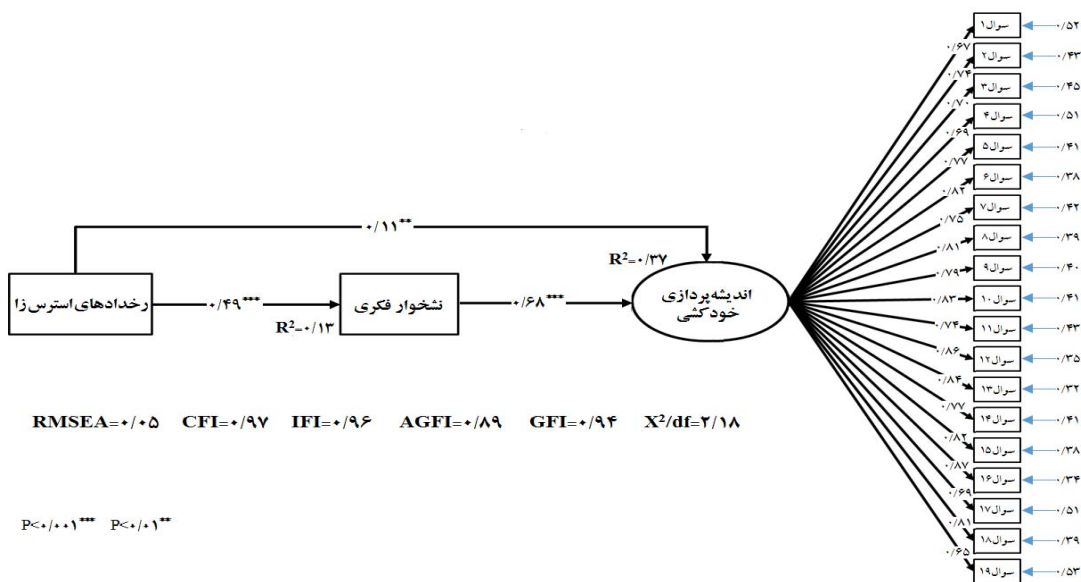 سوال۱ ۰/۵۲
۰/۶۷
سوال۲ ۰/۴۳
۰/۷۴
سوال۳ ۰/۴۵
۰/۷۰
سوال۴ ۰/۵۱
۰/۶۹
سوال۵ ۰/۴۱
۰/۷۷
سوال۶ ۰/۳۸
۰/۸۲
سوال۷ ۰/۴۲
۰/۷۵
سوال۸ ۰/۳۹
۰/۸۱
سوال۹ ۰/۴۰
۰/۷۹
سوال۱۰ ۰/۴۱
۰/۸۳
سوال۱۱ ۰/۴۳
۰/۷۴
سوال۱۲ ۰/۳۵
۰/۸۶
سوال۱۳ ۰/۳۲
۰/۸۴
سوال۱۴ ۰/۴۱
۰/۷۷
سوال۱۵ ۰/۳۸
۰/۸۲
سوال۱۶ ۰/۳۴
۰/۸۷
سوال۱۷ ۰/۵۱
۰/۶۹
سوال۱۸ ۰/۳۹
۰/۸۱
سوال۱۹ ۰/۵۳
۰/۶۵
۰/۱۱**
R²=۰/۳۷
رخدادهای استرس زا
۰/۴۹***
R²=۰/۱۳
نشخوار فکری
۰/۶۸***
اندیشه‌پردازی
خودکشی
RMSEA=۰/۰۵ CFI=۰/۹۷ IFI=۰/۹۶ AGFI=۰/۸۹ GFI=۰/۹۴ X²/df=۲/۱۸
P<۰/۰۰۱*** P<۰/۰۱**